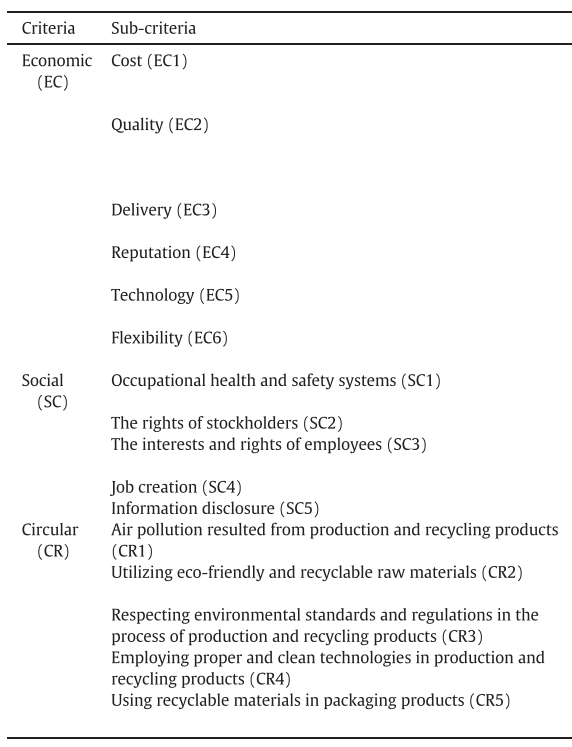 Criteria Sub-criteria
Economic Cost (EC1)
(EC)
Quality (EC2)
Delivery (EC3)
Reputation (EC4)
Technology (EC5)
Flexibility (EC6)
Social Occupational health and safety systems (SC1)
(SC)
The rights of stockholders (SC2)
The interests and rights of employees (SC3)
Job creation (SC4)
Information disclosure (SC5)
Circular Air pollution resulted from production and recycling products
(CR) (CR1)
Utilizing eco-friendly and recyclable raw materials (CR2)
Respecting environmental standards and regulations in the
process of production and recycling products (CR3)
Employing proper and clean technologies in production and
recycling products (CR4)
Using recyclable materials in packaging products (CR5)